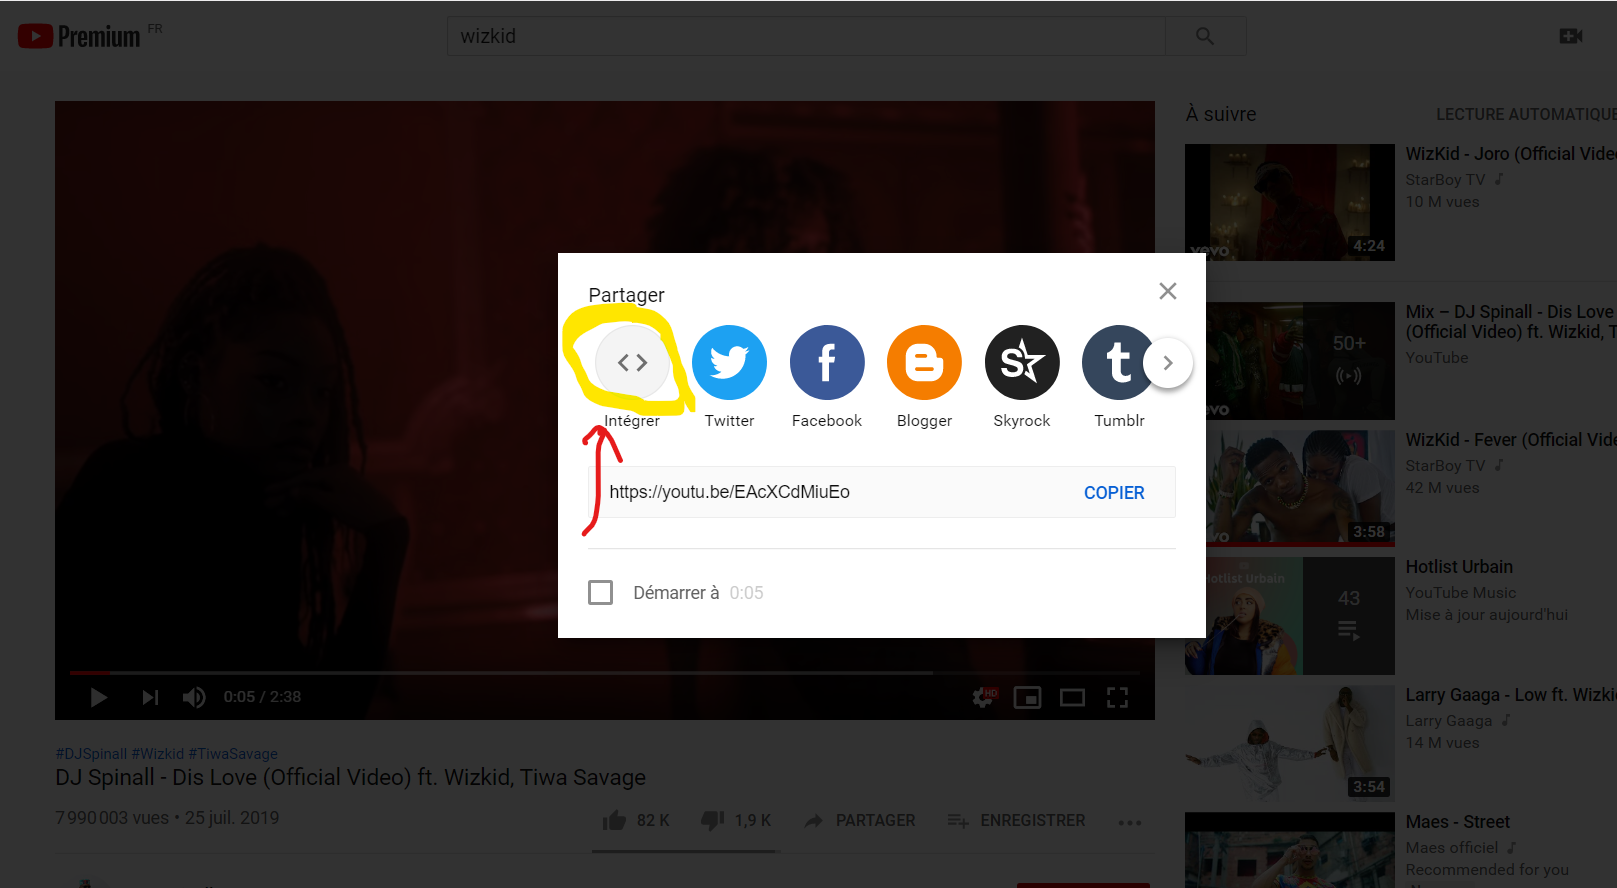 Premium FR
wizkid
À suivre
LECTURE AUTOMATIQUE
WizKid - Joro (Official Vide
StarBoy TV
10 M vues
vevo
4:24
Mix – DJ Spinall - Dis Love
(Official Video) ft. Wizkid, T
YouTube
50+
WizKid - Fever (Official Vid
StarBoy TV
42 M vues
3:58
Hotlist Urbain
YouTube Music
Mise à jour aujourd'hui
Hotlist Urbain
43
Larry Gaaga - Low ft. Wizki
Larry Gaaga
14 M vues
3:54
Maes - Street
Maes officiel
Recommended for you
Partager
Intégrer
Twitter
Facebook
Blogger
Skyrock
Tumblr
https://youtu.be/EAcXCdMiuEo
COPIER
Démarrer à 0:05
0:05 / 2:38
HD
#DJSpinall #Wizkid #TiwaSavage
DJ Spinall - Dis Love (Official Video) ft. Wizkid, Tiwa Savage
7 990 003 vues • 25 juil. 2019
82 K
1,9 K
PARTAGER
ENREGISTRER